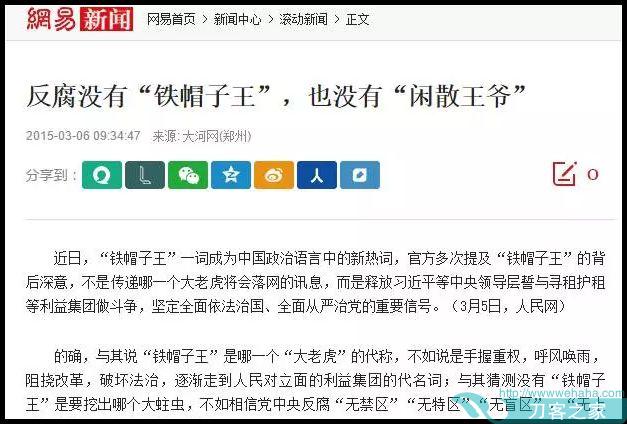 網易 新闻 网易首页 > 新闻中心 > 滚动新闻 > 正文
反腐没有“铁帽子王”，也没有“闲散王爷”
2015-03-06 09:34:47 来源: 大河网(郑州)
分享到： 人 0
近日，“铁帽子王”一词成为中国政治语言中的新热词，官方多次提及“铁帽子王”的背
后深意，不是传递哪一个大老虎将会落网的讯息，而是释放习近平等中央领导层誓与寻租护租
等利益集团做斗争，坚定全面依法治国、全面从严治党的重要信号。（3月5日，人民网）
的确，与其说“铁帽子王”是哪一个“大老虎”的代称，不如说是手握重权，呼风唤雨，
阻挠改革，破坏法治，逐渐走到人民对立面的利益集团的代名词；与其猜测没有“铁帽子
王”是要挖出哪个大蛀虫，不如相信党中央反腐“无禁区”“无特区”“无盲区”、“无上
http://www.wehaha.com
刀客之家